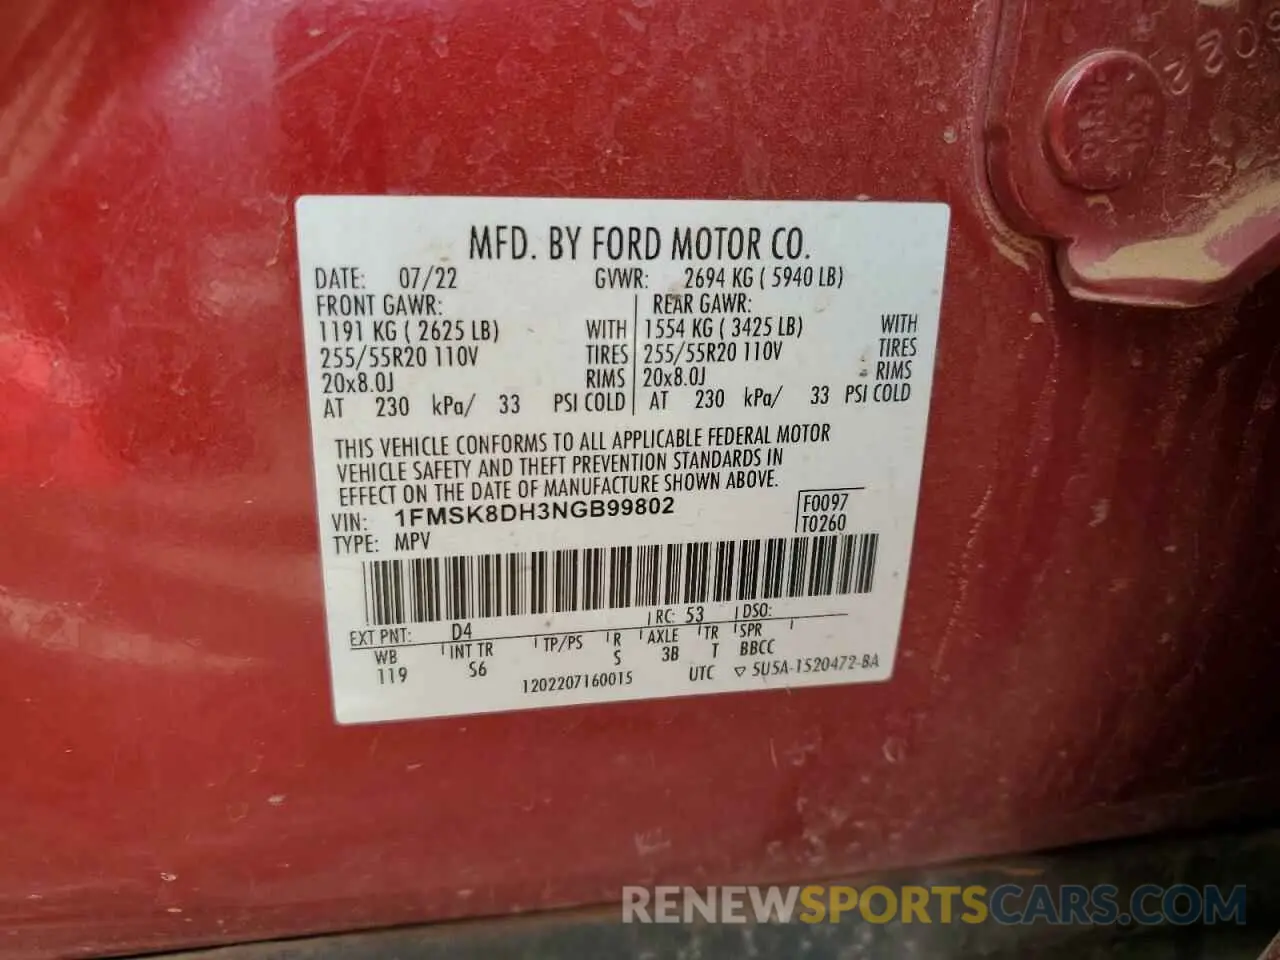 MFD. BY FORD MOTOR CO.
DATE: 07/22 GVWR: 2694 KG ( 5940 LB)
FRONT GAWR: REAR GAWR:
1191 KG ( 2625 LB) WITH 1554 KG ( 3425 LB) WITH
255/55R20 110V TIRES 255/55R20 110V TIRES
20x8.0J RIMS 20x8.0J RIMS
AT 230 kPa/ 33 PSI COLD AT 230 kPa/ 33 PSI COLD
THIS VEHICLE CONFORMS TO ALL APPLICABLE FEDERAL MOTOR
VEHICLE SAFETY AND THEFT PREVENTION STANDARDS IN
EFFECT ON THE DATE OF MANUFACTURE SHOWN ABOVE.
VIN: 1FMSK8DH3NGB99802 F0097
TYPE: MPV T0260
RC: 53 DSO:
EXT PNT: D4
WB INT TR TP/PS R AXLE TR SPR
119 S6 S 3B T BBCC
1202207160015 UTC ▽ 5U5A-1520472-BA
RENEWSPORTSCARS.COM